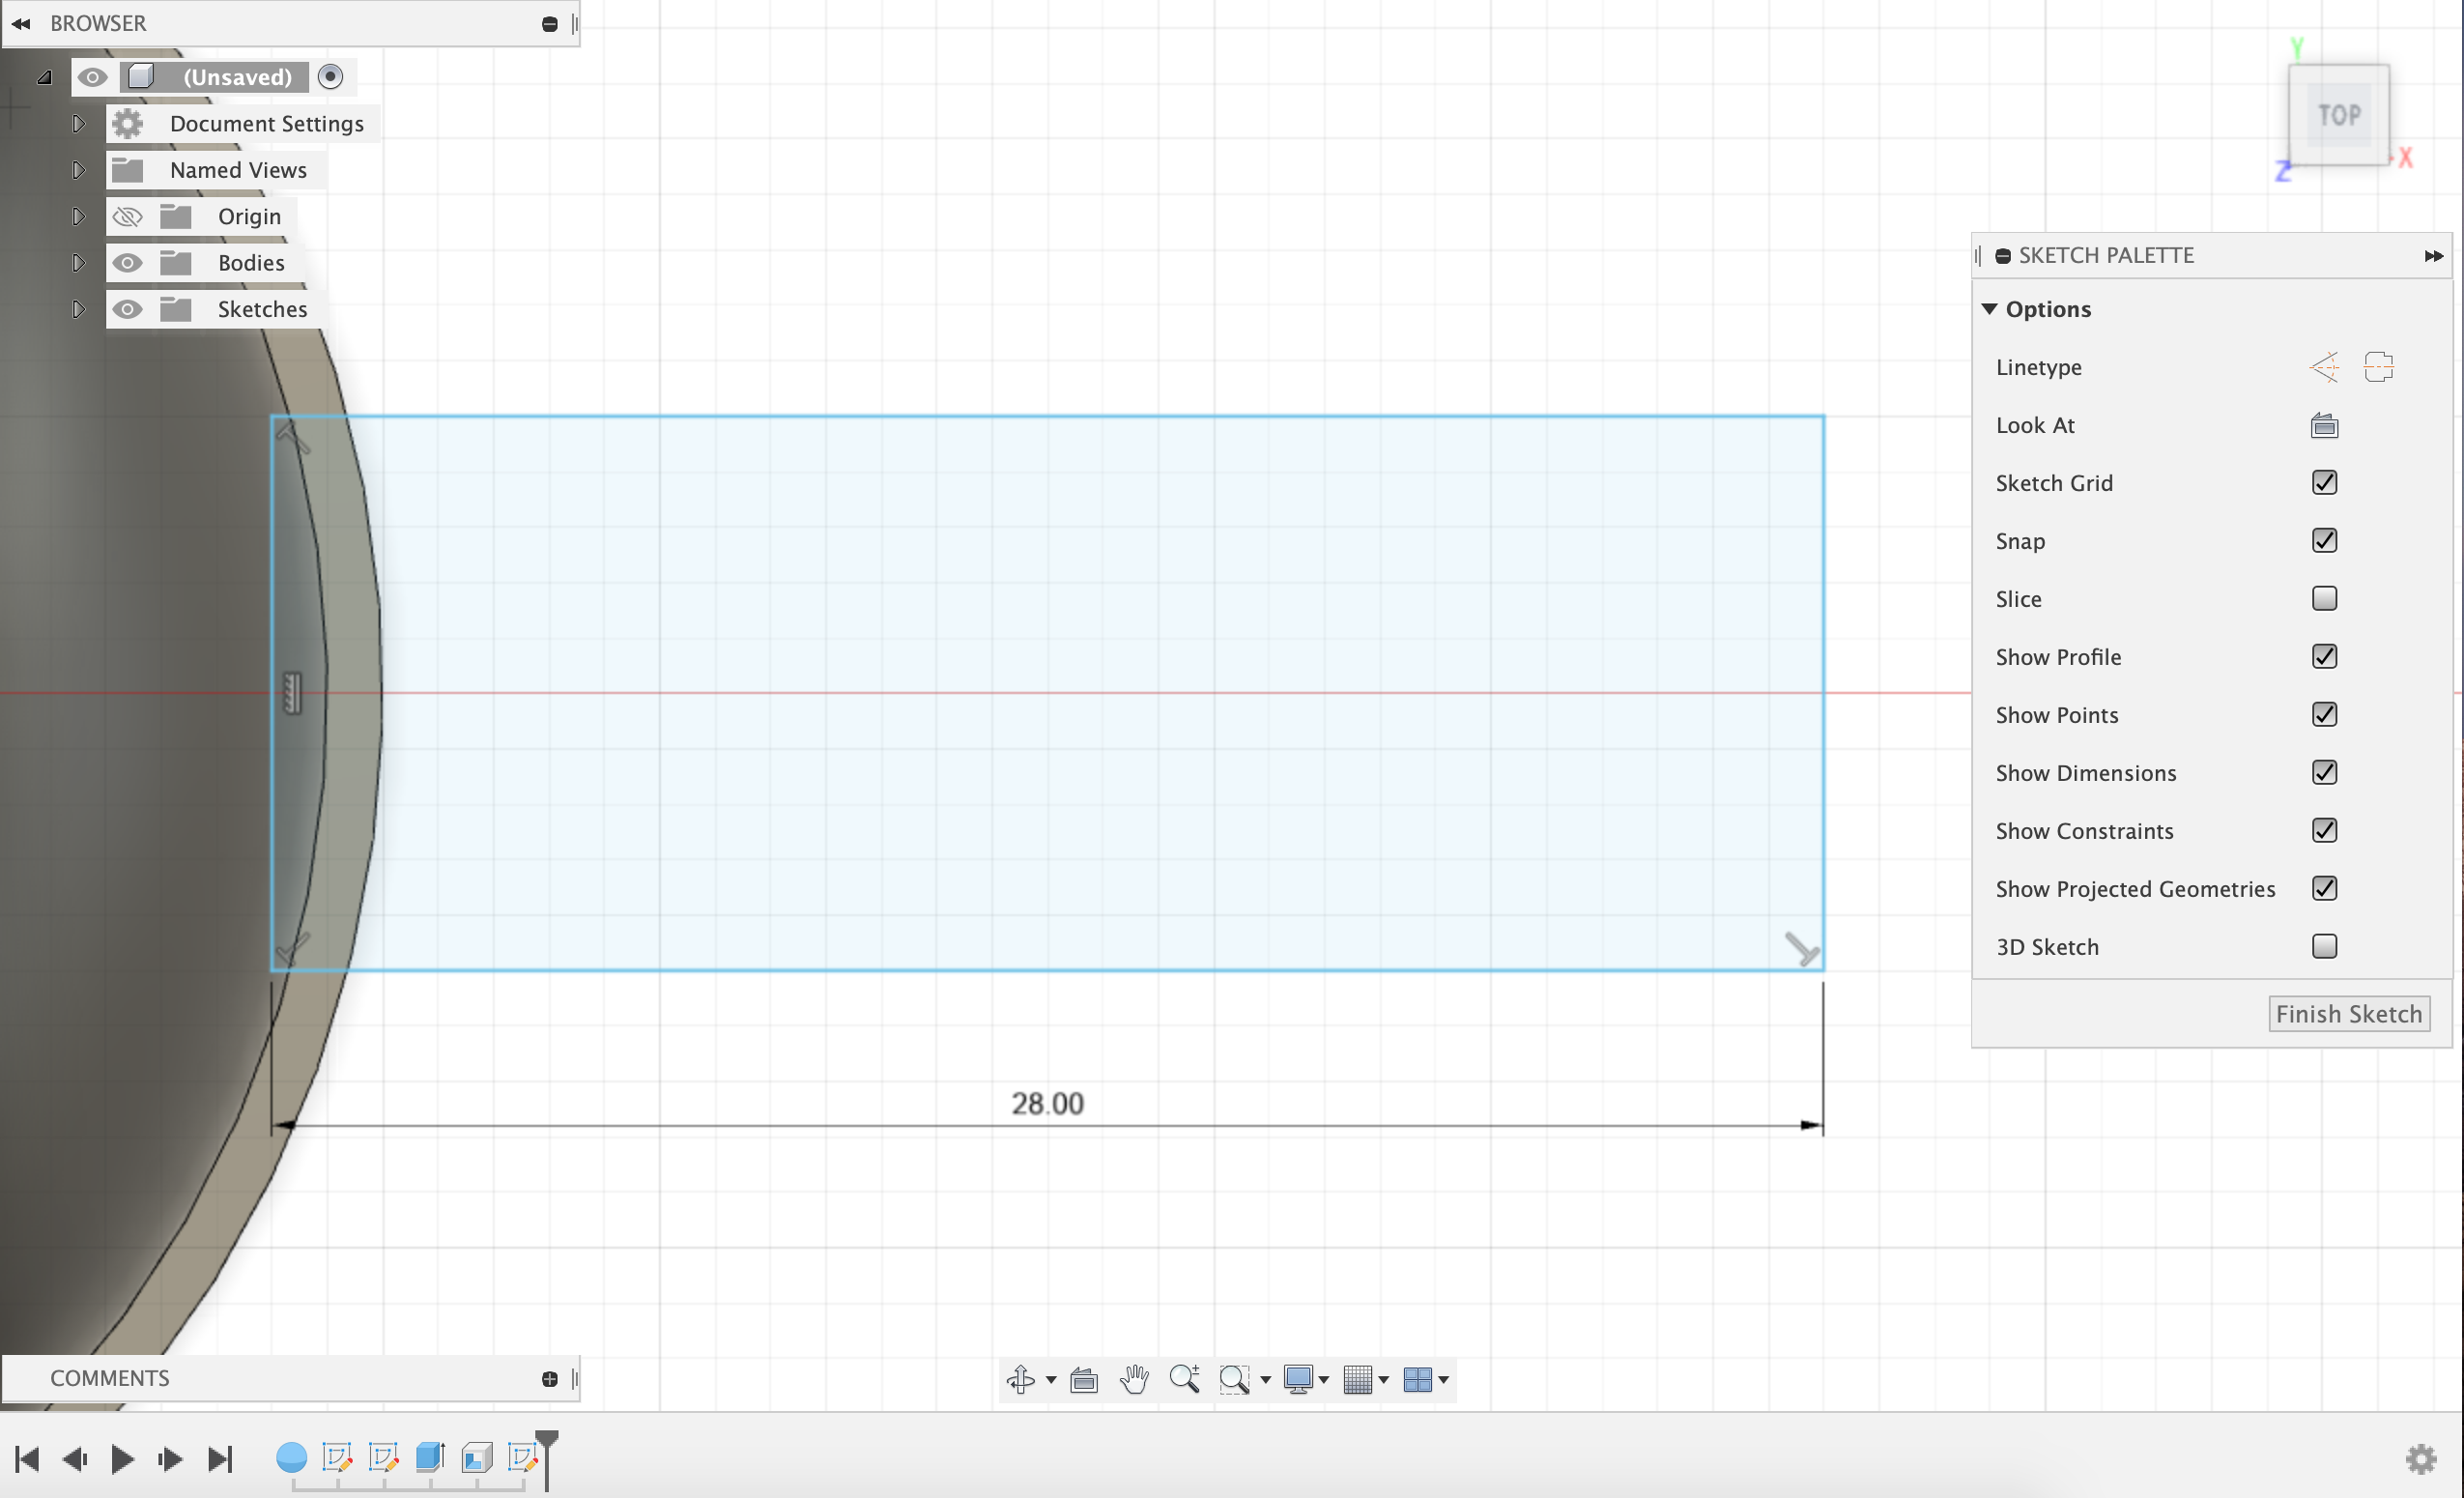 BROWSER
(Unsaved)
Document Settings
Named Views
Origin
Bodies
Sketches
Y
TOP
X
Z
SKETCH PALETTE
Options
Linetype
Look At
Sketch Grid
Snap
Slice
Show Profile
Show Points
Show Dimensions
Show Constraints
Show Projected Geometries
3D Sketch
Finish Sketch
28.00
COMMENTS